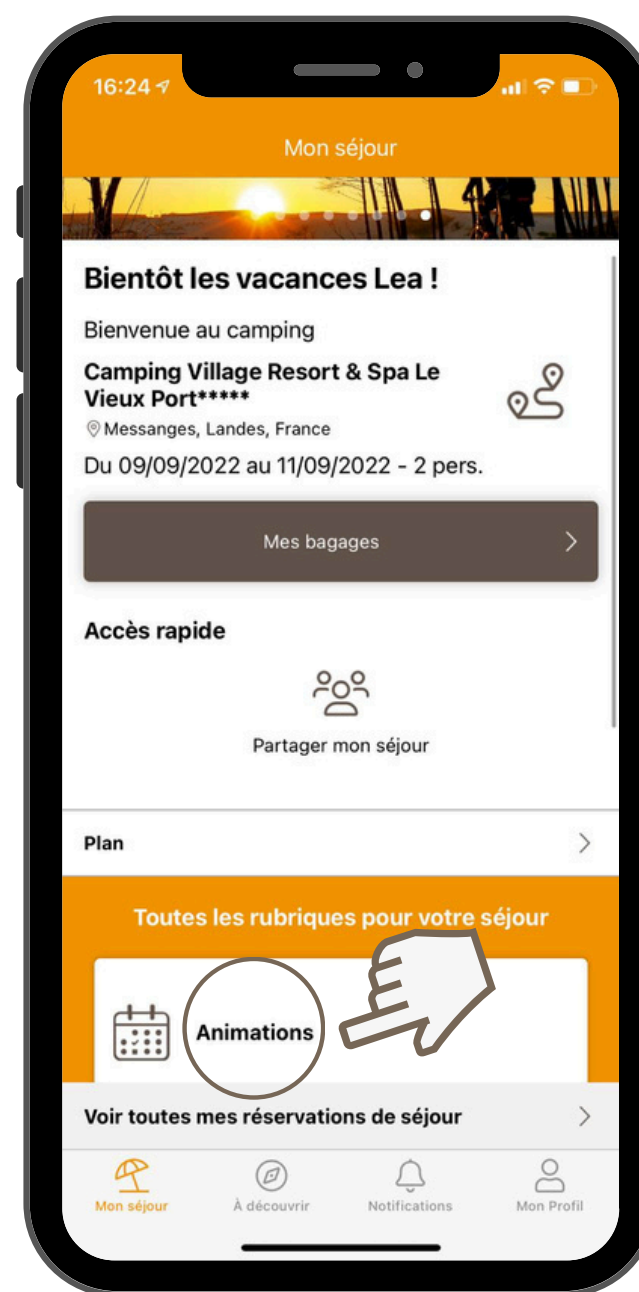 16:24
Mon séjour
Bientôt les vacances Lea !
Bienvenue au camping
Camping Village Resort & Spa Le
Vieux Port*****
Messanges, Landes, France
Du 09/09/2022 au 11/09/2022 - 2 pers.
Mes bagages
Accès rapide
Partager mon séjour
Plan
Toutes les rubriques pour votre séjour
Animations
Voir toutes mes réservations de séjour
Mon séjour
À découvrir
Notifications
Mon Profil